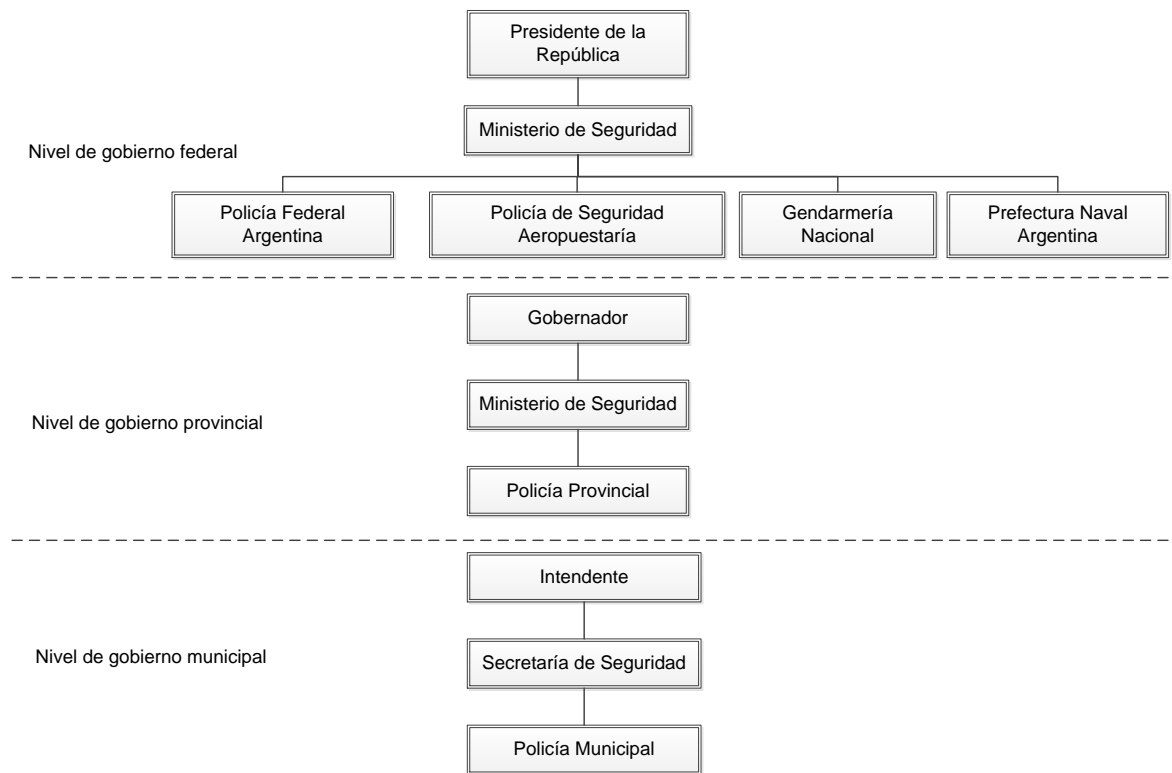 Presidente de la
República
Ministerio de Seguridad
Nivel de gobierno federal
Policía Federal
Argentina
Policía de Seguridad
Aeropuestaría
Gendarmería
Nacional
Prefectura Naval
Argentina
Gobernador
Ministerio de Seguridad
Nivel de gobierno provincial
Policía Provincial
Intendente
Secretaría de Seguridad
Nivel de gobierno municipal
Policía Municipal